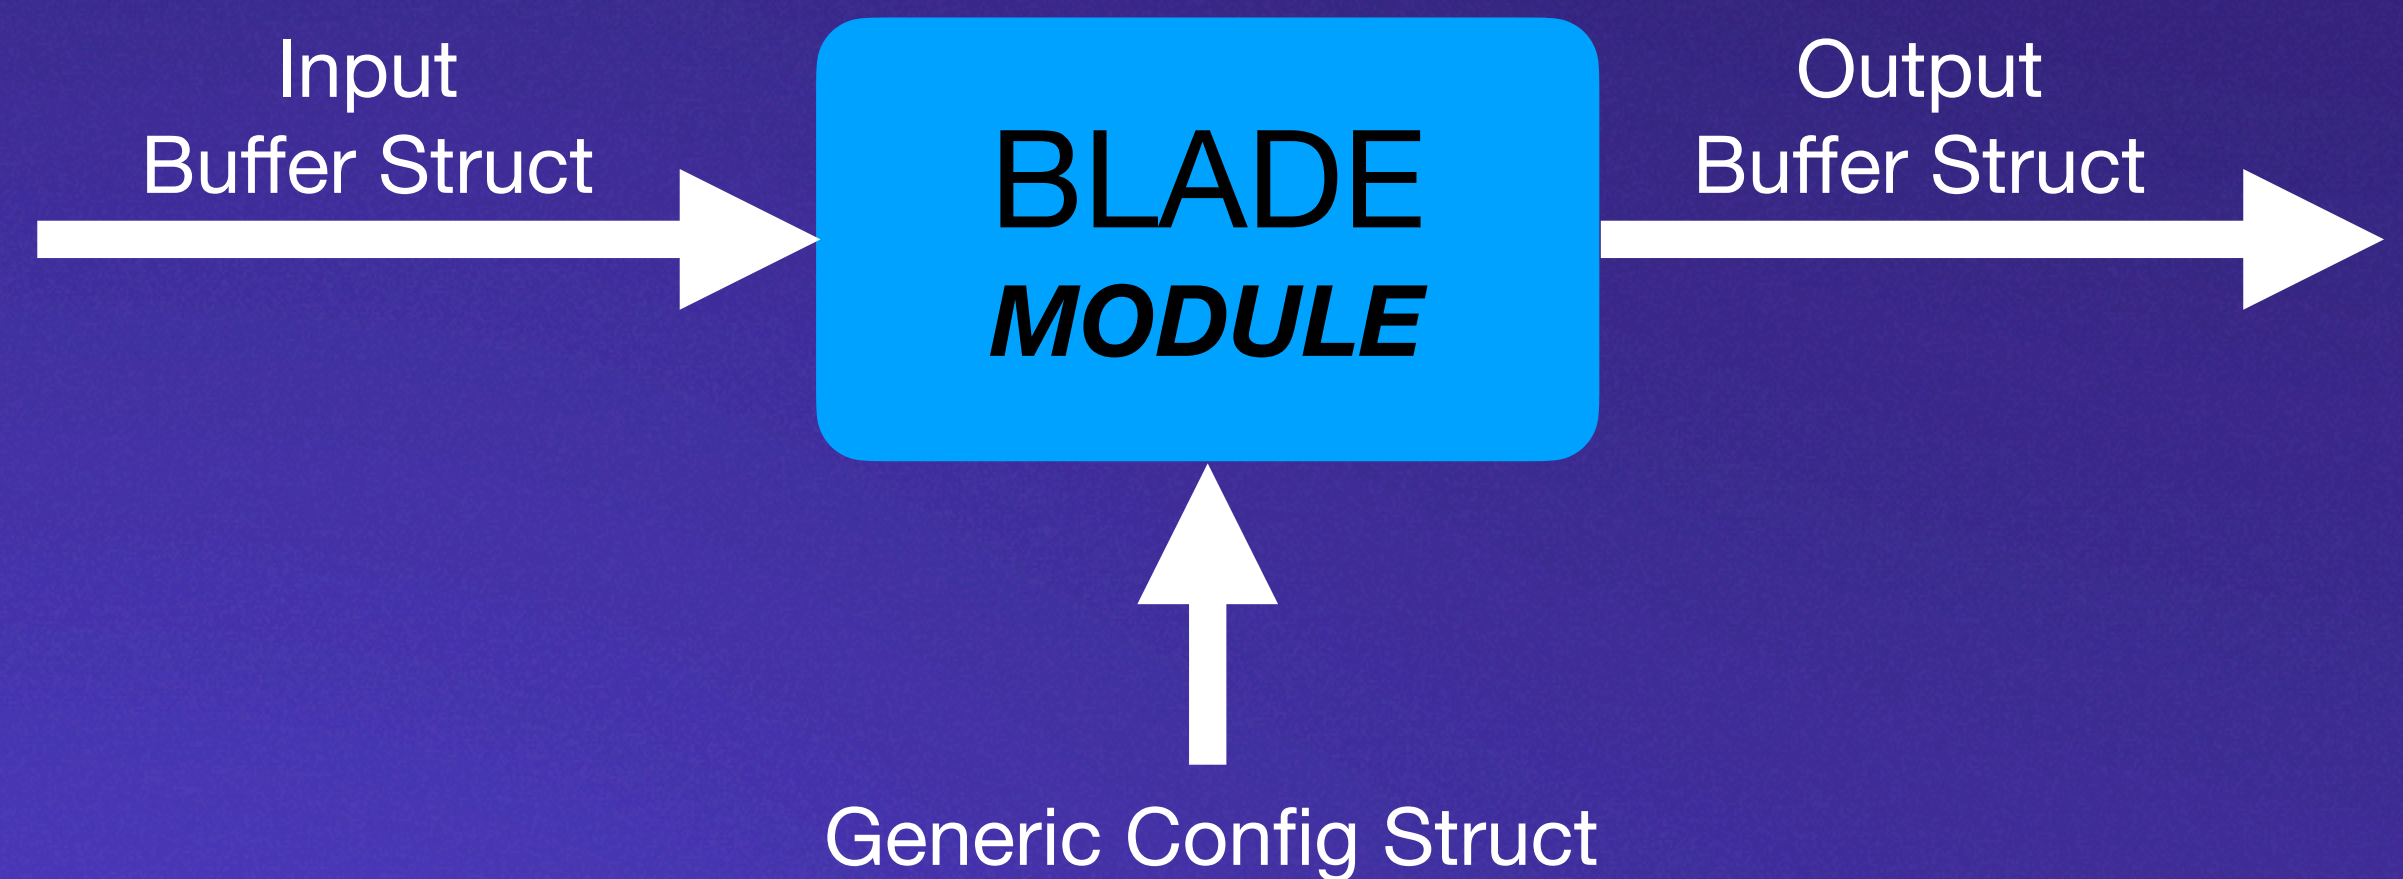 Input
Buffer Struct
BLADE
MODULE
Output
Buffer Struct
Generic Config Struct